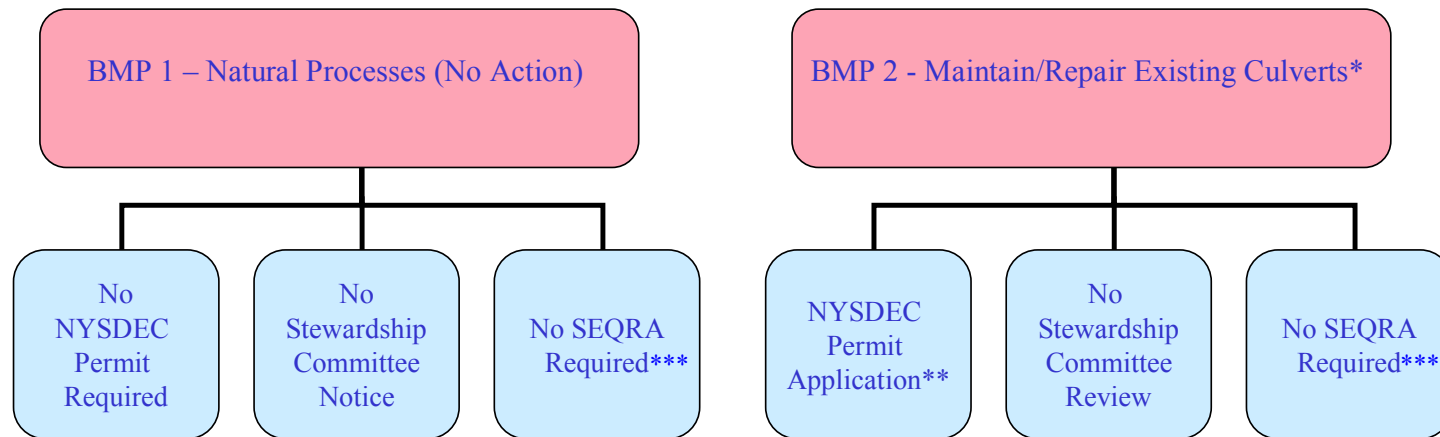 BMP 1 – Natural Processes (No Action)
No
NYSDEC
Permit
Required
No
Stewardship
Committee
Notice
No SEQRA
Required***
BMP 2 - Maintain/Repair Existing Culverts*
NYSDEC
Permit
Application**
No
Stewardship
Committee
Review
No SEQRA
Required***